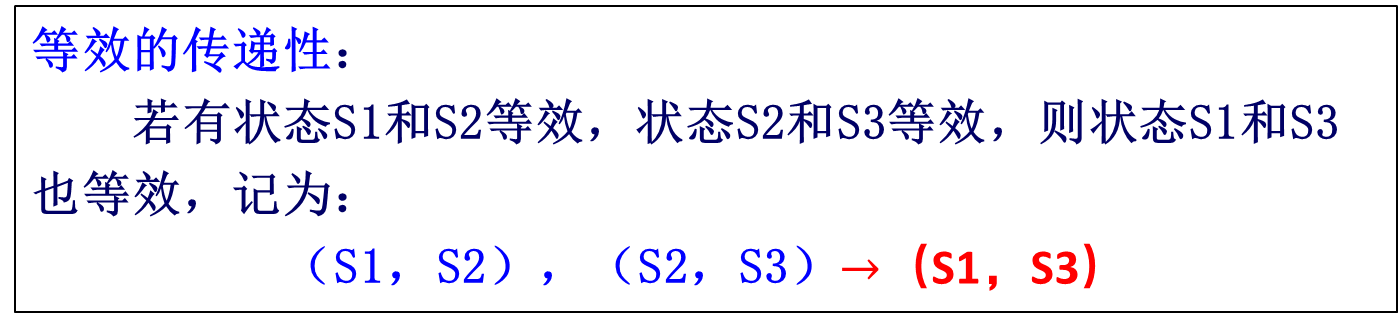 等效的传递性：
若有状态S1和S2等效，状态S2和S3等效，则状态S1和S3
也等效，记为：
（S1，S2），（S2，S3）→（S1，S3）